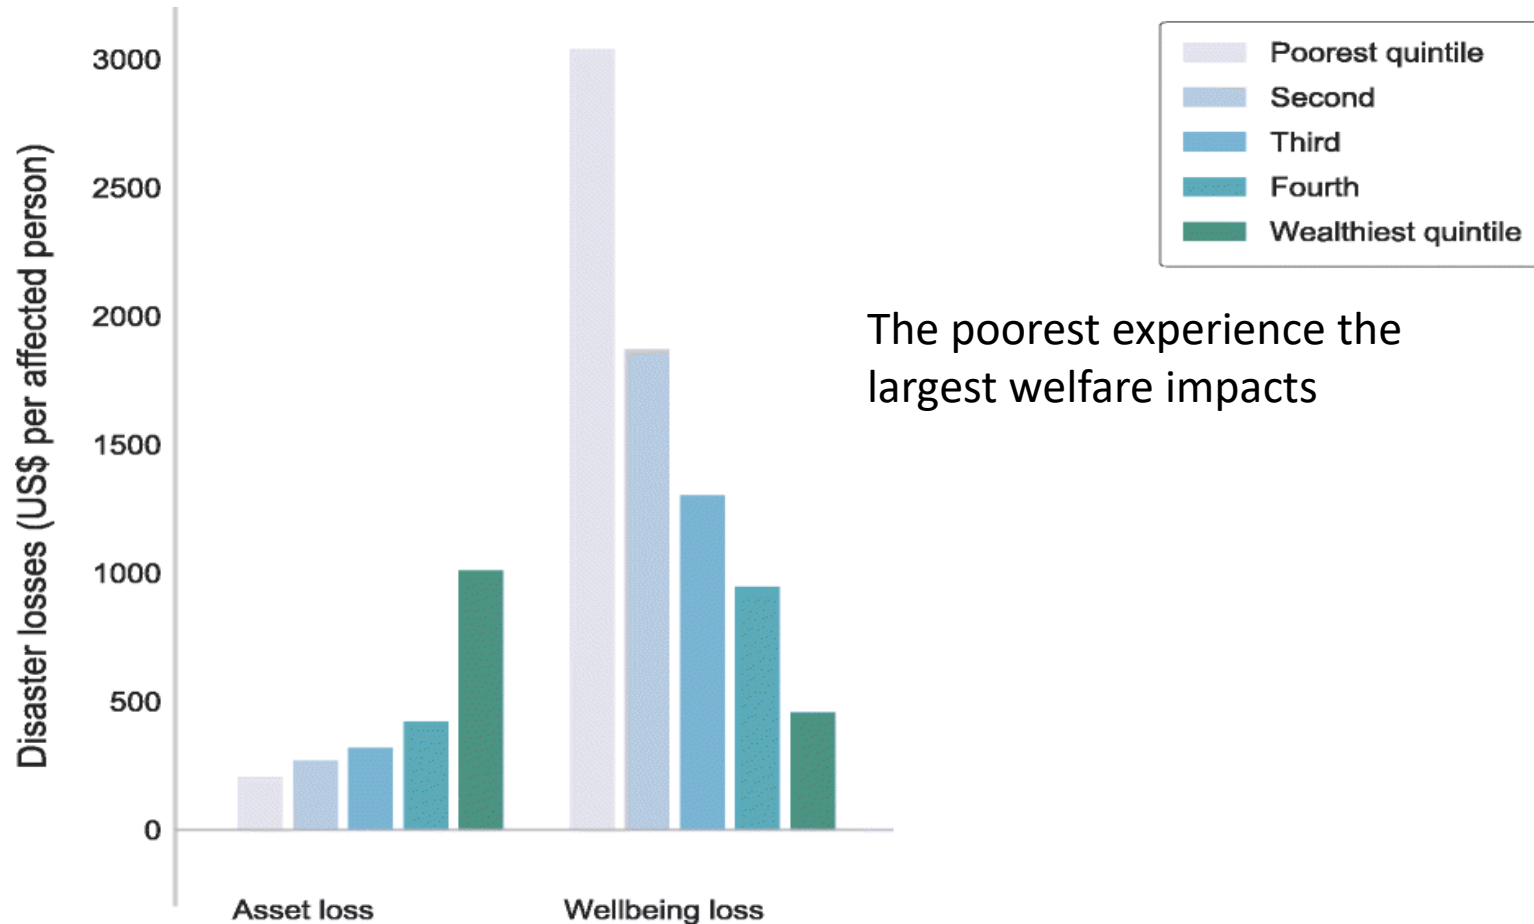 Disaster losses (US$ per affected person)
3000
2500
2000
1500
1000
500
0
Asset loss
Wellbeing loss
Poorest quintile
Second
Third
Fourth
Wealthiest quintile
The poorest experience the
largest welfare impacts